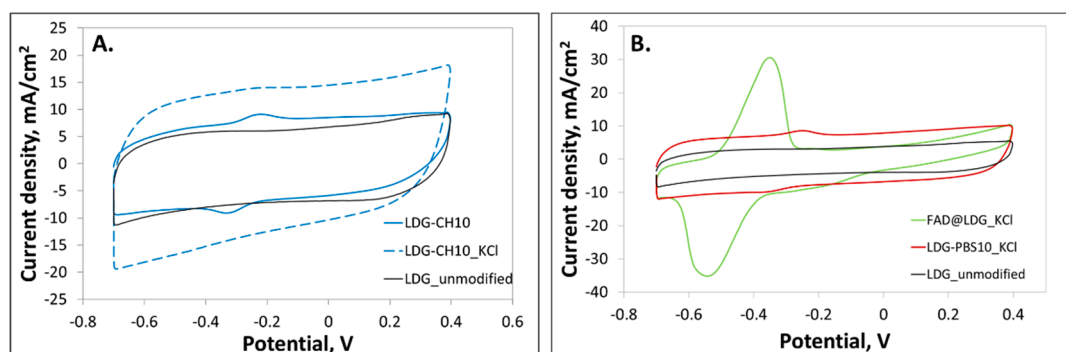 A.
Current density, mA/cm²
25
20
15
10
5
0
-5
-10
-15
-20
-25
-0.8 -0.6 -0.4 -0.2 0 0.2 0.4 0.6
Potential, V
LDG-CH10
LDG-CH10_KCl
LDG_unmodified
B.
Current density, mA/cm²
40
30
20
10
0
-10
-20
-30
-40
-0.8 -0.6 -0.4 -0.2 0 0.2 0.4
Potential, V
FAD@LDG_KCl
LDG-PBS10_KCl
LDG_unmodified